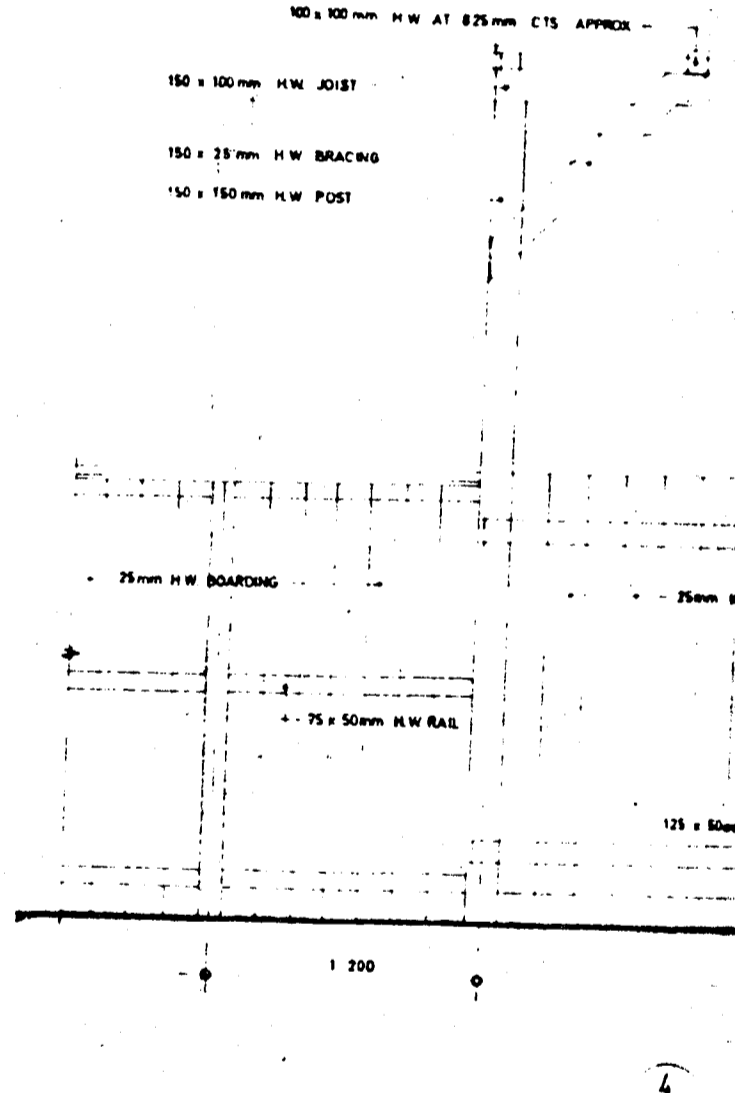 100 x 100 mm H W AT 825 mm CTS APPROX
150 x 100 mm H.W. JOIST
150 x 25 mm H W BRACING
150 x 150 mm H.W POST
25 mm H W BOARDING
25mm
75 x 50mm H.W RAIL
125 x 50
1 200
4